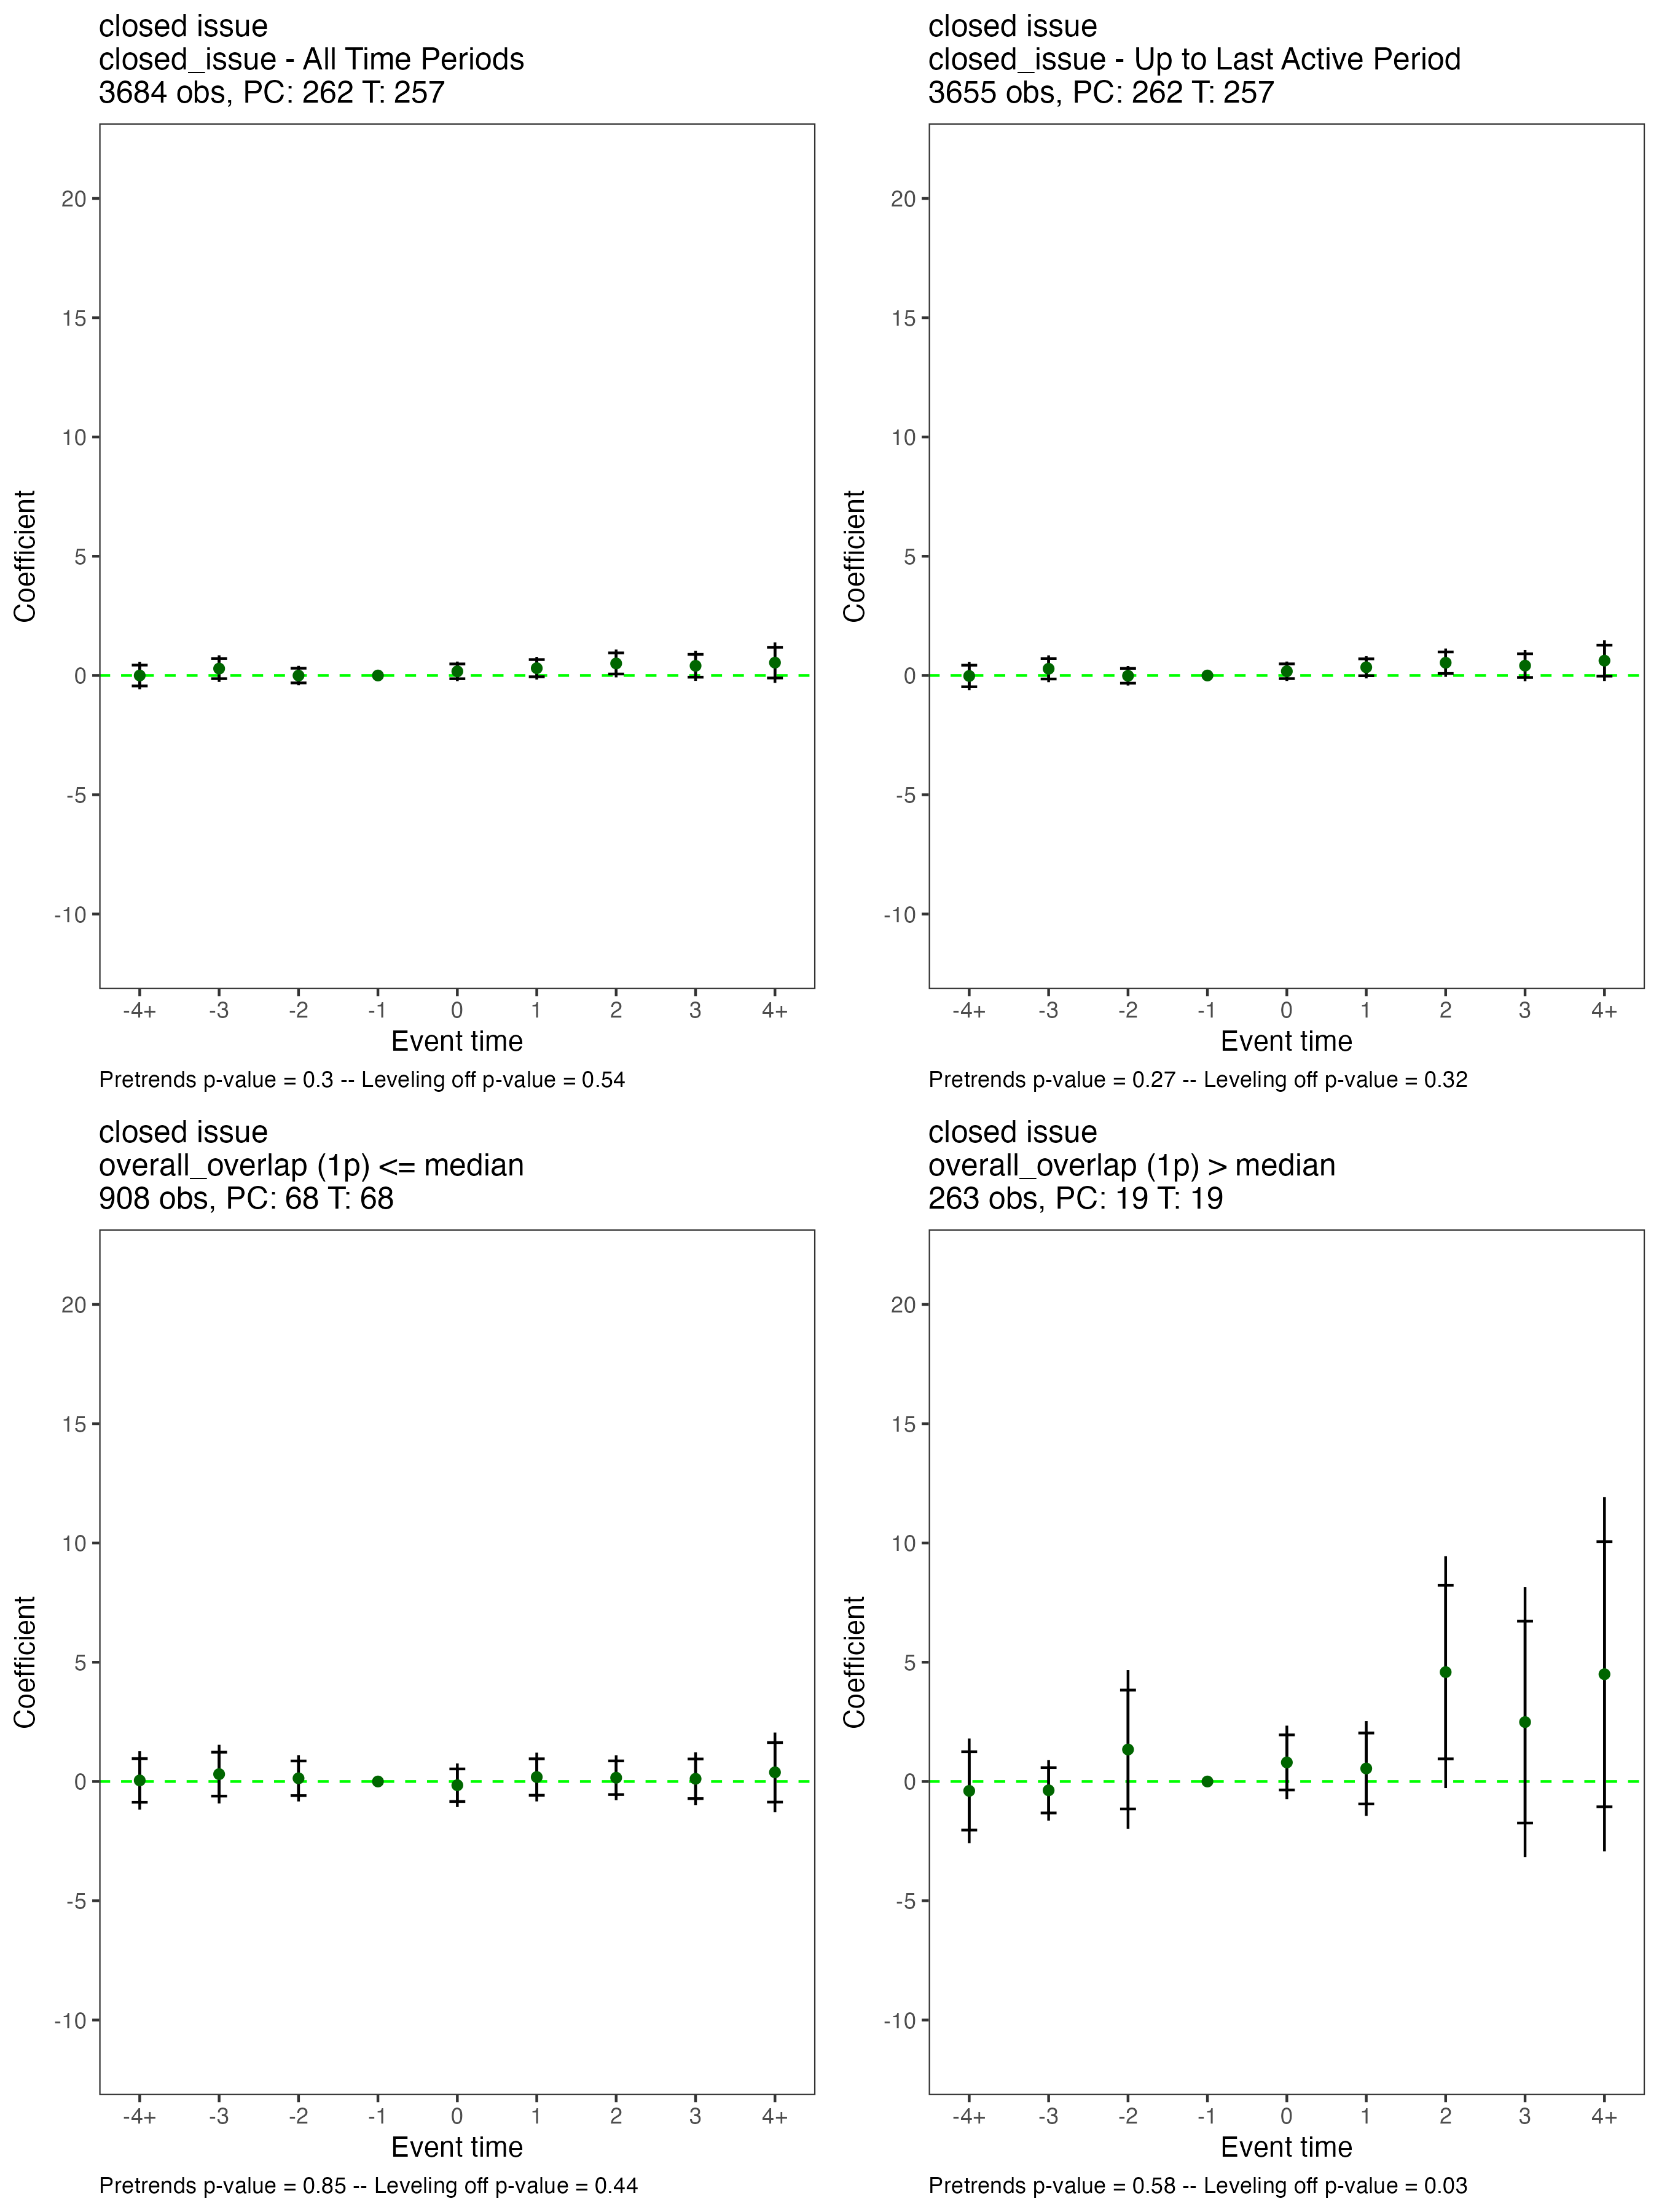 closed issue
closed_issue - All Time Periods
3684 obs, PC: 262 T: 257
Coefficient
20
15
10
5
0
-5
-10
-4+ -3 -2 -1 0 1 2 3 4+
Event time
Pretrends p-value = 0.3 -- Leveling off p-value = 0.54
closed issue
closed_issue - Up to Last Active Period
3655 obs, PC: 262 T: 257
Coefficient
20
15
10
5
0
-5
-10
-4+ -3 -2 -1 0 1 2 3 4+
Event time
Pretrends p-value = 0.27 -- Leveling off p-value = 0.32
closed issue
overall_overlap (1p) <= median
908 obs, PC: 68 T: 68
Coefficient
20
15
10
5
0
-5
-10
-4+ -3 -2 -1 0 1 2 3 4+
Event time
Pretrends p-value = 0.85 -- Leveling off p-value = 0.44
closed issue
overall_overlap (1p) > median
263 obs, PC: 19 T: 19
Coefficient
20
15
10
5
0
-5
-10
-4+ -3 -2 -1 0 1 2 3 4+
Event time
Pretrends p-value = 0.58 -- Leveling off p-value = 0.03